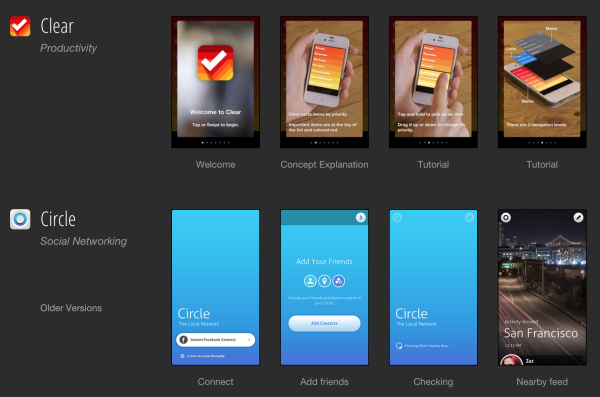 Clear
Productivity
Welcome to Clear
Tap or Swipe to begin.
Welcome
Clear sorts items by priority.
Important items are at the top
of the list and colored red.
Concept Explanation
Tap and hold to pick up an item.
Drag it up or down to change its
priority.
Tutorial
Menu
Lists
Items
There are 3 navigation levels.
Tutorial
Circle
Social Networking
Older Versions
Circle
The Local Network
Instant Facebook Connect
Create Account Manually
Connect
Add Your Friends
Include your friends and phone contacts in
your Circle
Add Contacts
Add friends
Circle
The Local Network
Checking Who's Nearby Now...
Checking
Activity Around
San Francisco
12:33 AM
Zac
Nearby feed